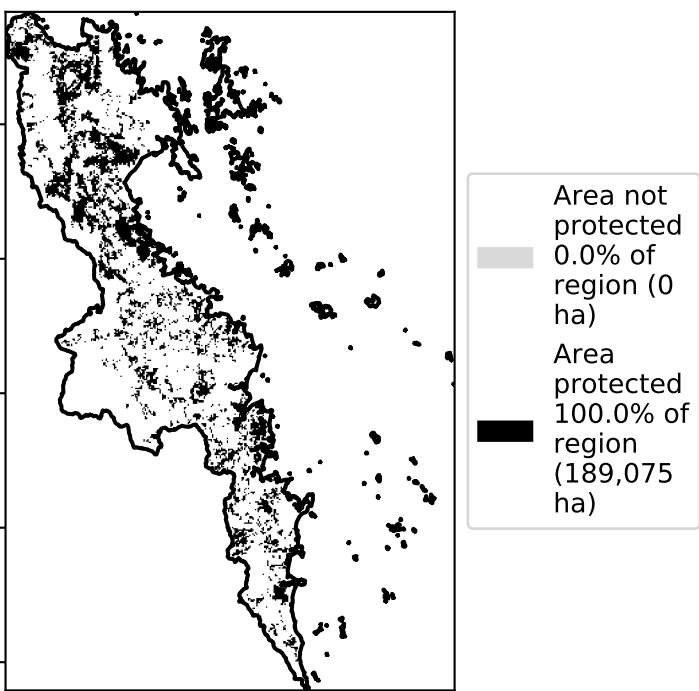 Area not
protected
0.0% of
region (0
ha)
Area
protected
100.0% of
region
(189,075
ha)